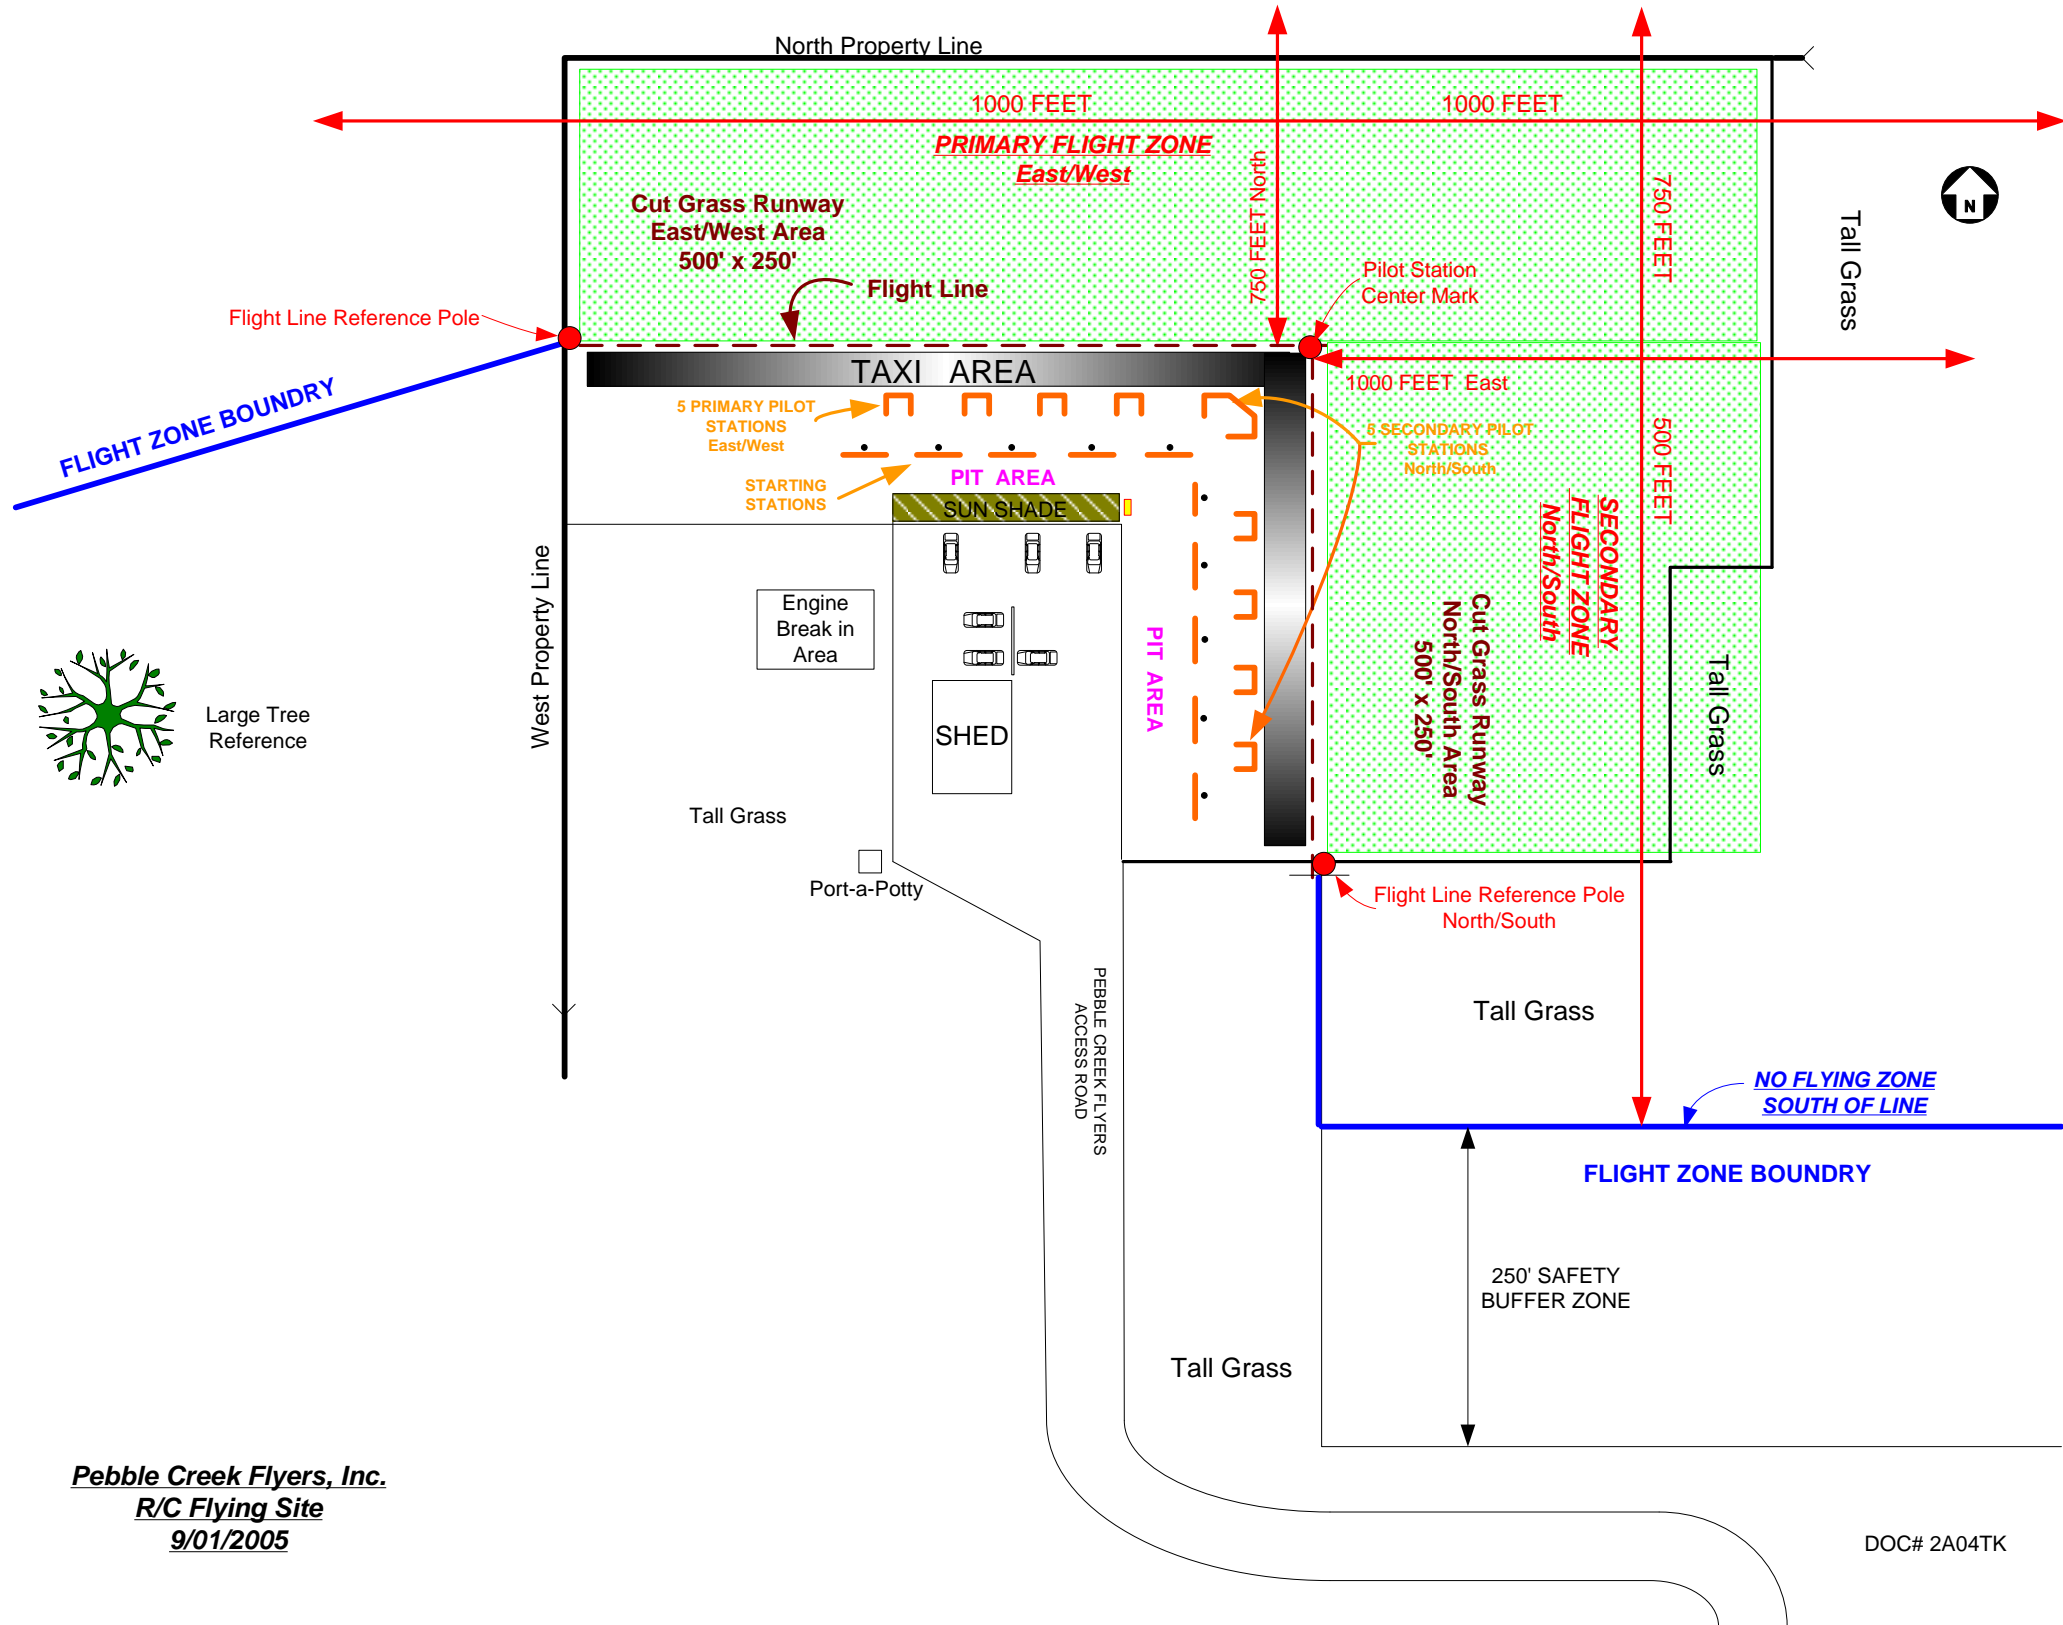 North Property Line
1000 FEET
1000 FEET
PRIMARY FLIGHT ZONE
East/West
750 FEET North
750 FEET
Tall Grass
N
Cut Grass Runway
East/West Area
500' x 250'
Flight Line
Pilot Station
Center Mark
Flight Line Reference Pole
TAXI AREA
1000 FEET East
FLIGHT ZONE BOUNDRY
5 PRIMARY PILOT
STATIONS
East/West
5 SECONDARY PILOT
STATIONS
North/South
500 FEET
PIT AREA
STARTING
STATIONS
SUN SHADE
SECONDARY
FLIGHT ZONE
North/South
West Property Line
Engine
Break in
Area
PIT AREA
Cut Grass Runway
North/South Area
500' x 250'
Tall Grass
Large Tree
Reference
SHED
Tall Grass
Port-a-Potty
Flight Line Reference Pole
North/South
PEBBLE CREEK FLYERS
ACCESS ROAD
Tall Grass
NO FLYING ZONE
SOUTH OF LINE
FLIGHT ZONE BOUNDRY
250' SAFETY
BUFFER ZONE
Tall Grass
Pebble Creek Flyers, Inc.
R/C Flying Site
9/01/2005
DOC# 2A04TK